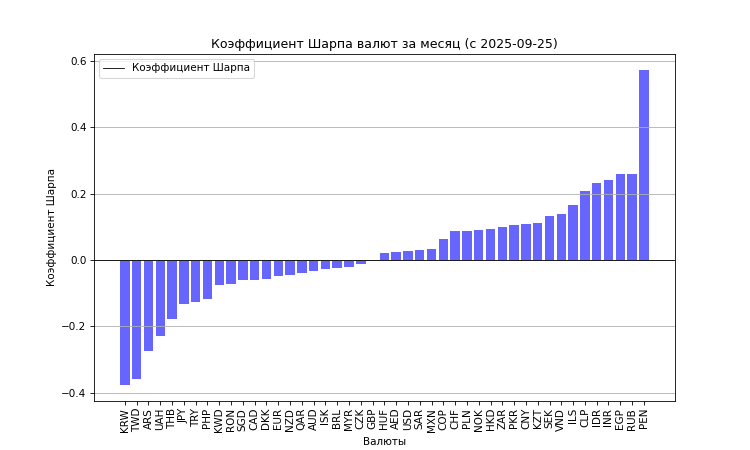 Коэффициент Шарпа валют за месяц (с 2025-09-25)
Коэффициент Шарпа
0.6
0.4
0.2
0.0
−0.2
−0.4
Коэффициент Шарпа
KRW
TWD
ARS
UAH
THB
JPY
TRY
PHP
KWD
RON
SGD
CAD
DKK
EUR
NZD
QAR
AUD
ISK
BRL
MYR
CZK
GBP
HUF
AED
USD
SAR
MXN
COP
CHF
PLN
NOK
HKD
ZAR
PKR
CNY
KZT
SEK
VND
ILS
CLP
IDR
INR
EGP
RUB
PEN
Валюты